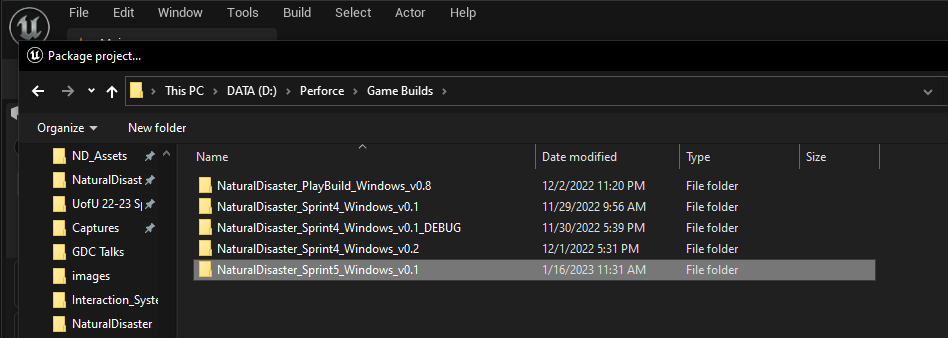 File Edit Window Tools Build Select Actor Help
Package project...
This PC > DATA (D:) > Perforce > Game Builds >
Organize New folder
Name Date modified Type Size
ND_Assets
NaturalDisast
UofU 22-23 Sp
Captures
GDC Talks
images
Interaction_Syste
NaturalDisaster
NaturalDisaster_PlayBuild_Windows_v0.8 12/2/2022 11:20 PM File folder
NaturalDisaster_Sprint4_Windows_v0.1 11/29/2022 9:56 AM File folder
NaturalDisaster_Sprint4_Windows_v0.1_DEBUG 11/30/2022 5:39 PM File folder
NaturalDisaster_Sprint4_Windows_v0.2 12/1/2022 5:31 PM File folder
NaturalDisaster_Sprint5_Windows_v0.1 1/16/2023 11:31 AM File folder